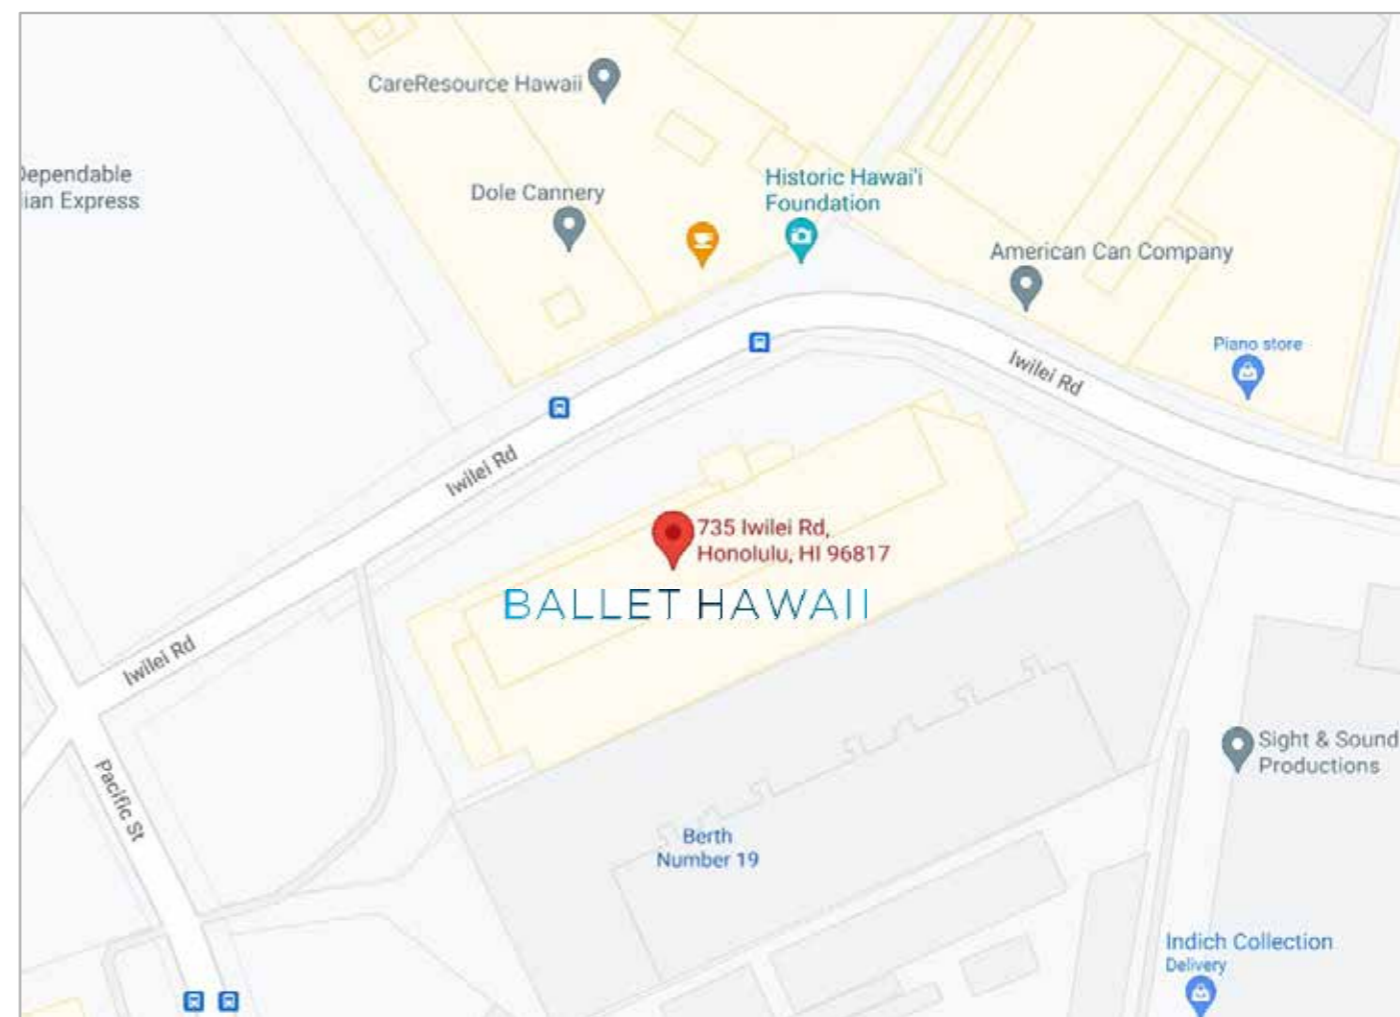 CareResource Hawaii
Dependable
ian Express
Dole Cannery
Historic Hawai'i
Foundation
American Can Company
Piano store
Iwilei Rd
Iwilei Rd
735 Iwilei Rd,
Honolulu, HI 96817
BALLET HAWAII
Iwilei Rd
Pacific St
Sight & Sound
Productions
Berth
Number 19
Indich Collection
Delivery